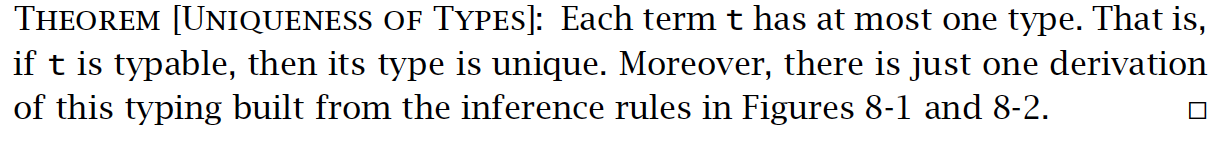 THEOREM [UNIQUENESS OF TYPES]: Each term t has at most one type. That is,
if t is typable, then its type is unique. Moreover, there is just one derivation
of this typing built from the inference rules in Figures 8-1 and 8-2. □